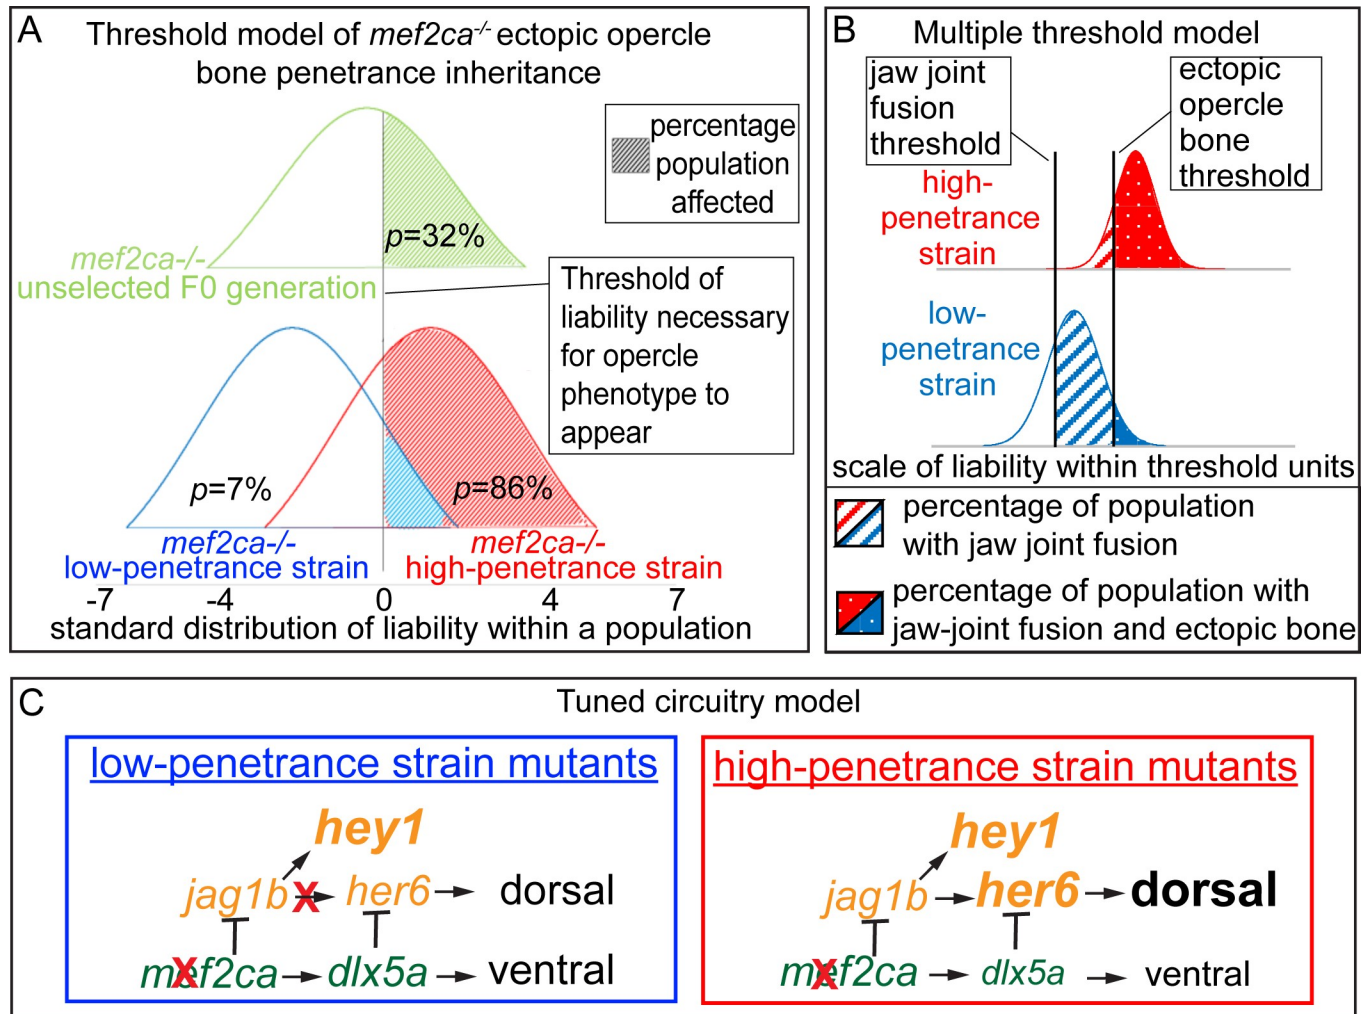 A
Threshold model of mef2ca-/- ectopic opercle
bone penetrance inheritance
percentage
population
affected
p=32%
mef2ca-/-
unselected F0 generation
Threshold of
liability necessary
for opercle
phenotype to
appear
p=7%
p=86%
mef2ca-/-
low-penetrance strain
mef2ca-/-
high-penetrance strain
-7 -4 0 4 7
standard distribution of liability within a population
B
Multiple threshold model
jaw joint
fusion
threshold
ectopic
opercle
bone
threshold
high-
penetrance
strain
low-
penetrance
strain
scale of liability within threshold units
percentage of population
with jaw joint fusion
percentage of population with
jaw-joint fusion and ectopic bone
C
Tuned circuitry model
low-penetrance strain mutants
hey1
jag1b X her6 dorsal
mef2ca X dlx5a ventral
high-penetrance strain mutants
hey1
jag1b her6 dorsal
mef2ca X dlx5a ventral